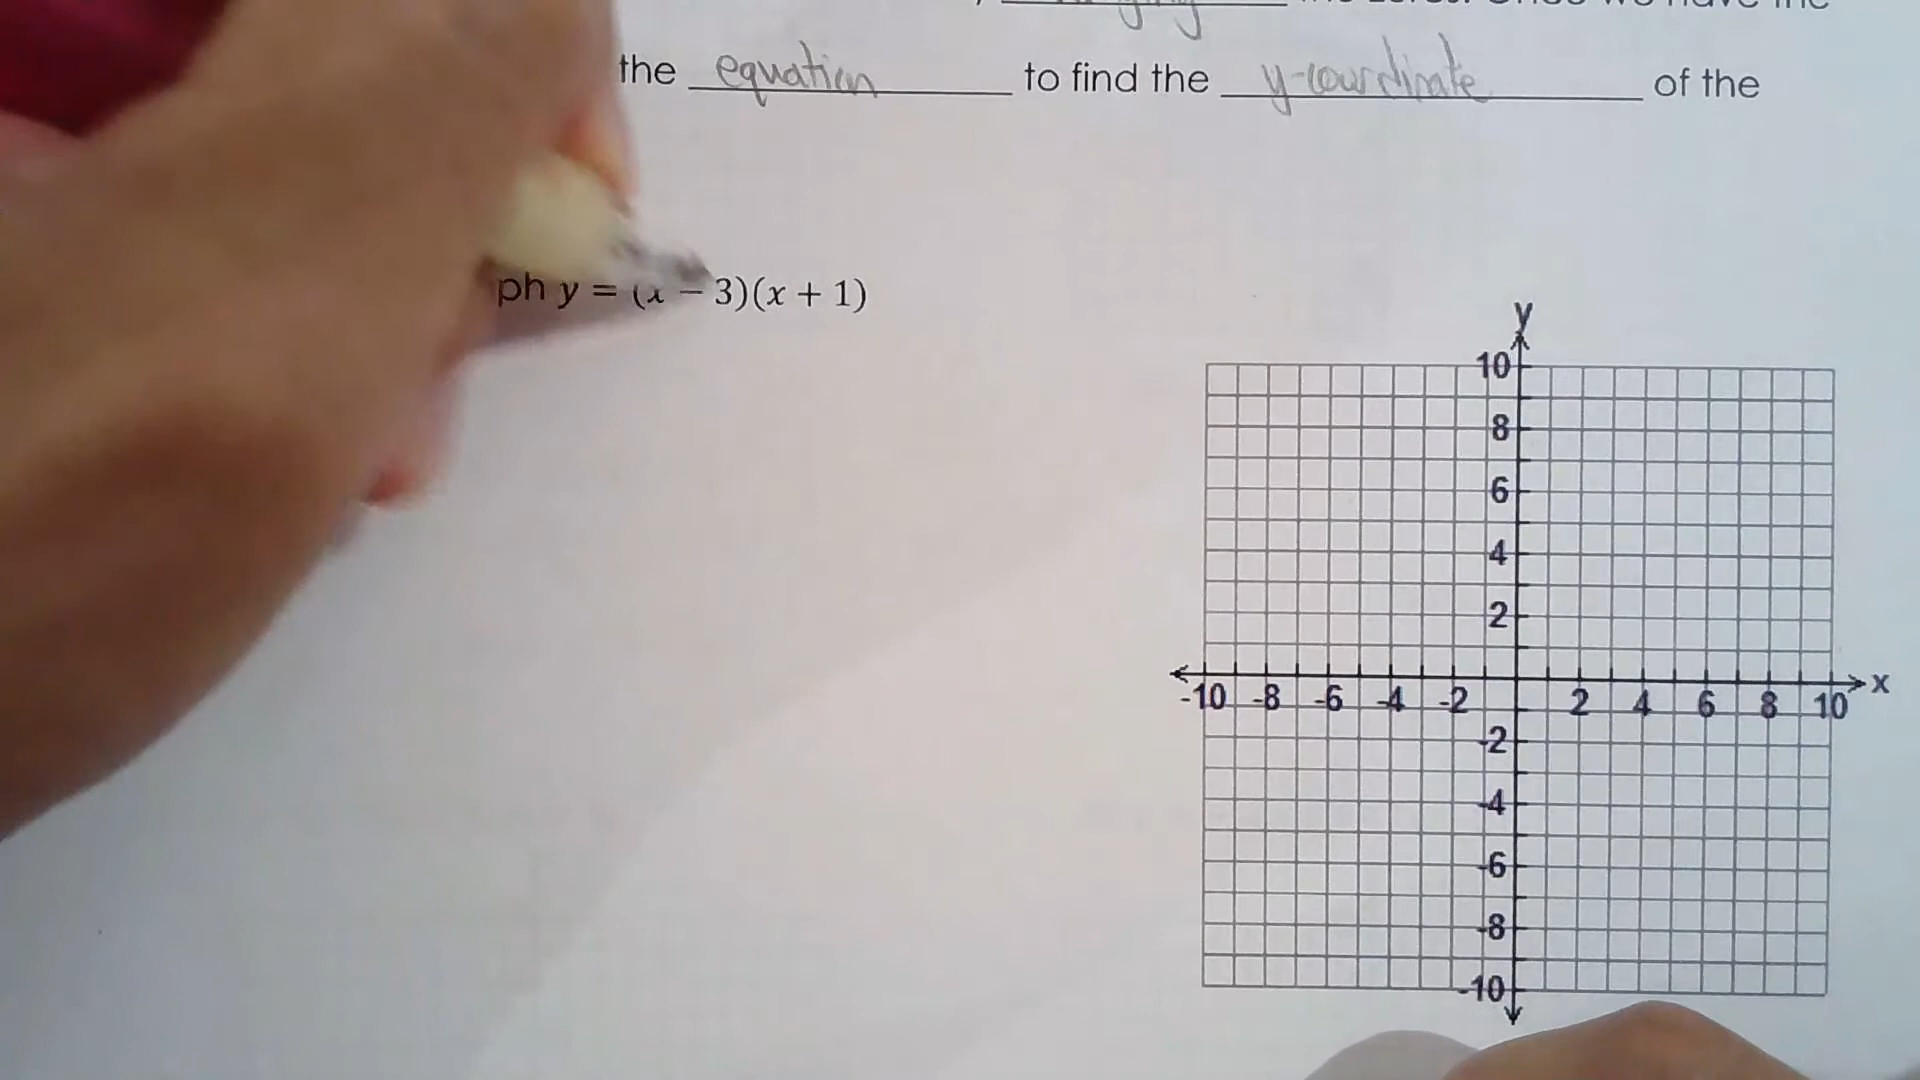 the equation to find the y-coordinate of the
ph y = (x − 3)(x + 1)
y
10
8
6
4
2
-10 -8 -6 -4 -2 2 4 6 8 10 x
-2
-4
-6
-8
-10